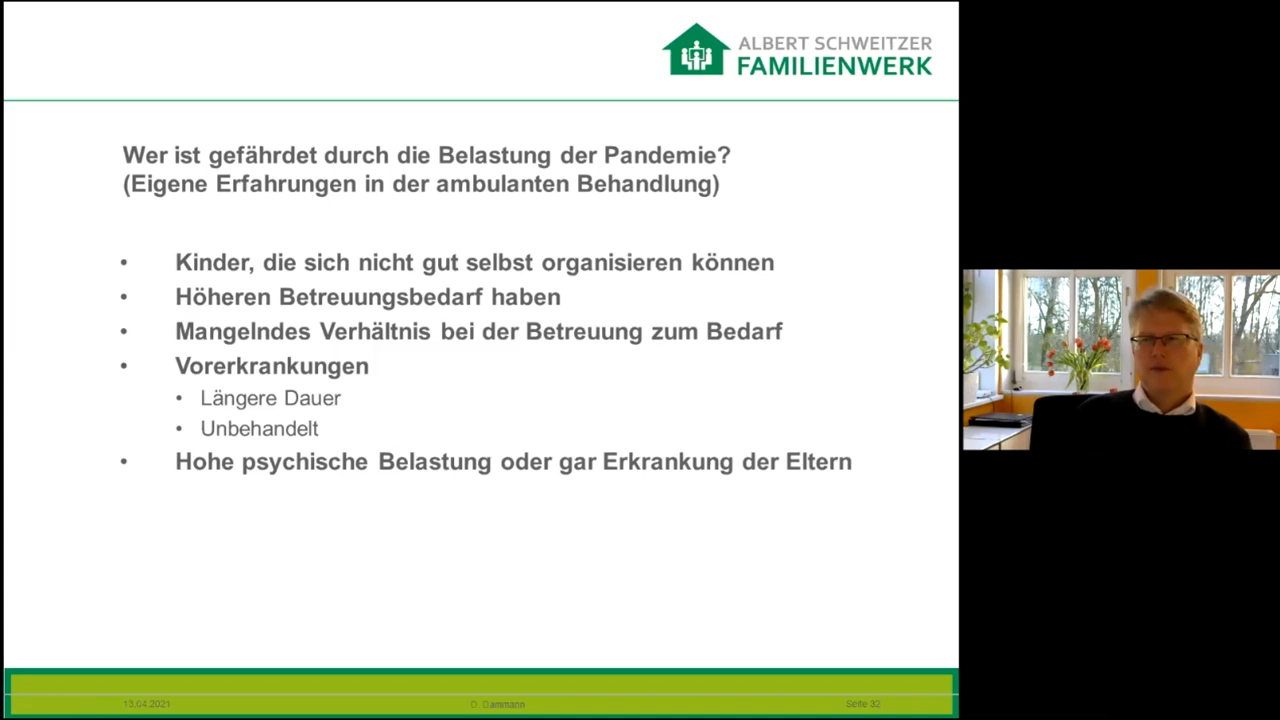 ALBERT SCHWEITZER
FAMILIENWERK
Wer ist gefährdet durch die Belastung der Pandemie?
(Eigene Erfahrungen in der ambulanten Behandlung)
• Kinder, die sich nicht gut selbst organisieren können
• Höheren Betreuungsbedarf haben
• Mangelndes Verhältnis bei der Betreuung zum Bedarf
• Vorerkrankungen
• Längere Dauer
• Unbehandelt
• Hohe psychische Belastung oder gar Erkrankung der Eltern
13.04.2021 D. Dammann Seite 32